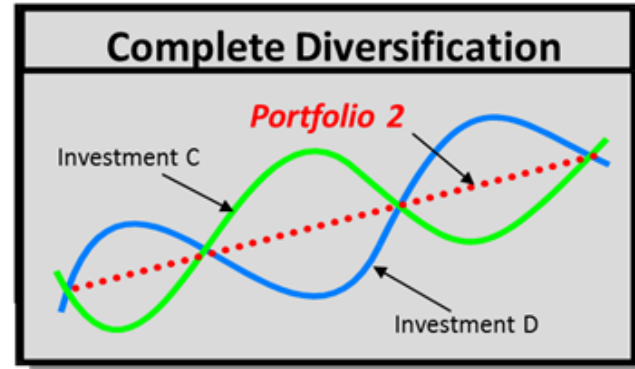 Complete Diversification
Portfolio 2
Investment C
Investment D